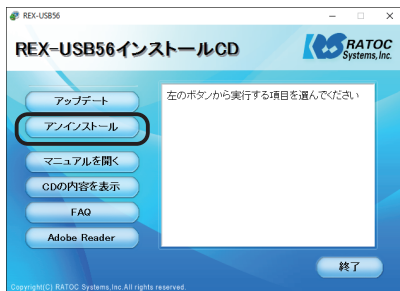 REX-USB56
REX-USB56インストールCD
RATOC
Systems, Inc.
アップデート
左のボタンから実行する項目を選んでください
アンインストール
マニュアルを開く
CDの内容を表示
FAQ
Adobe Reader
終了
Copyright(C) RATOC Systems, Inc. All rights reserved.